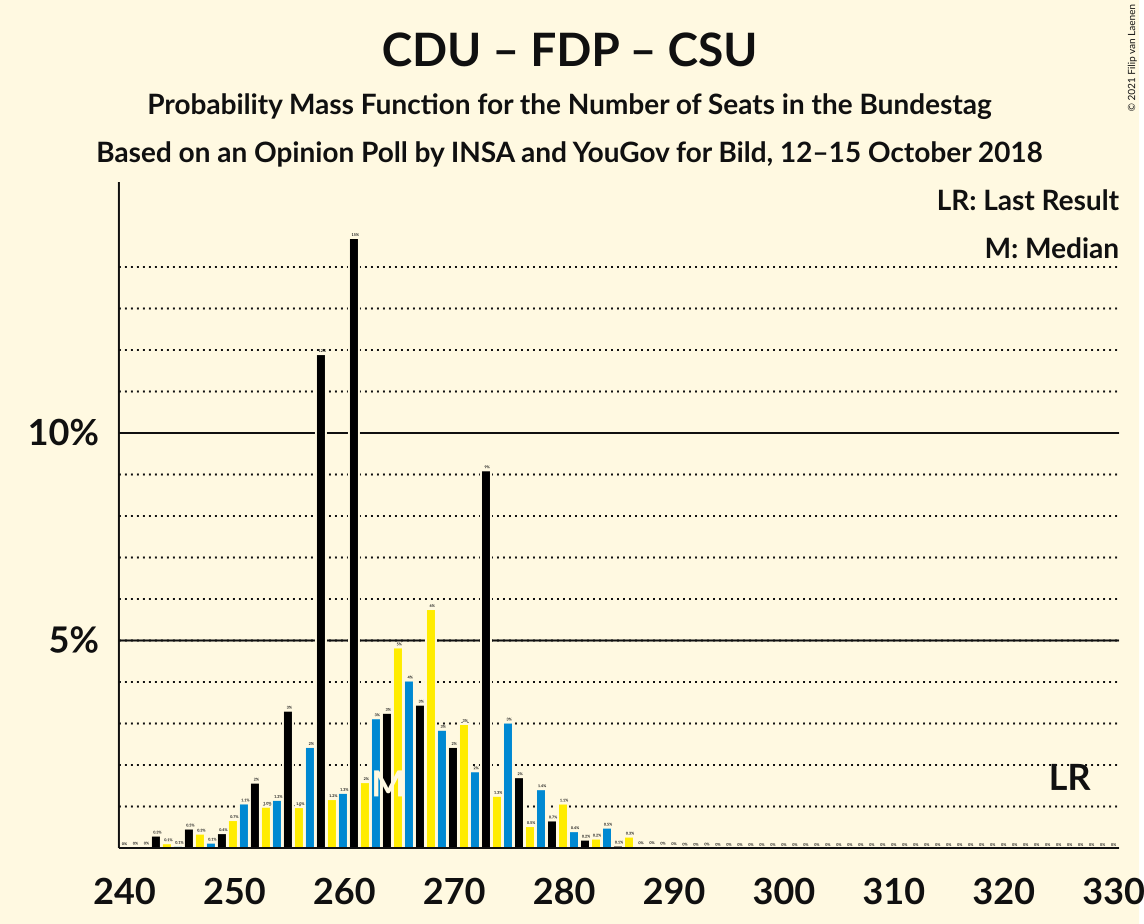 CDU – FDP – CSU
Probability Mass Function for the Number of Seats in the Bundestag
Based on an Opinion Poll by INSA and YouGov for Bild, 12–15 October 2018
© 2021 Filip van Laenen
LR: Last Result
M: Median
10%
5%
M
LR
240 250 260 270 280 290 300 310 320 330